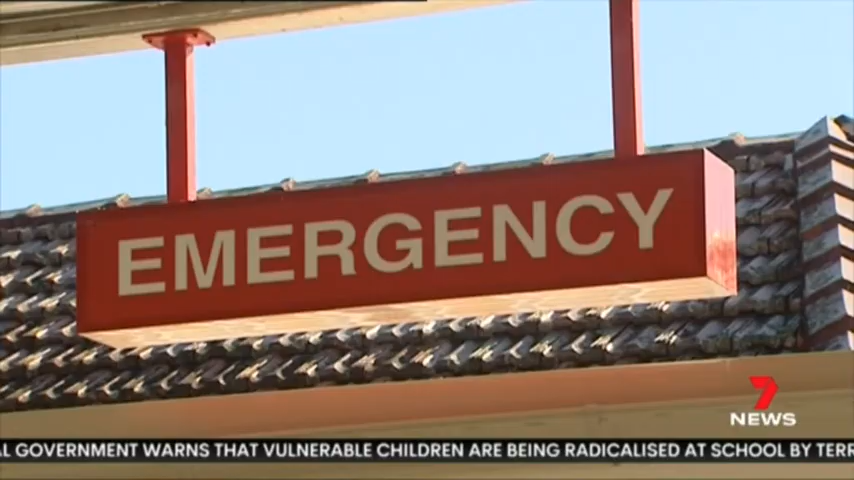 EMERGENCY
7
NEWS
GOVERNMENT WARNS THAT VULNERABLE CHILDREN ARE BEING RADICALISED AT SCHOOL BY